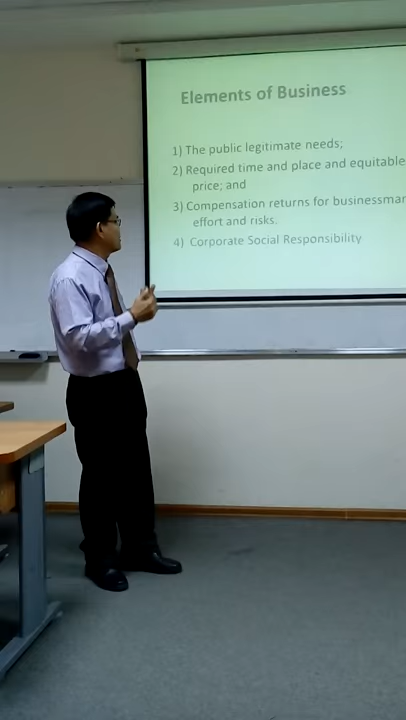 Elements of Business
1) The public legitimate needs;
2) Required time and place and equitable
price; and
3) Compensation returns for businessman
effort and risks.
4) Corporate Social Responsibility